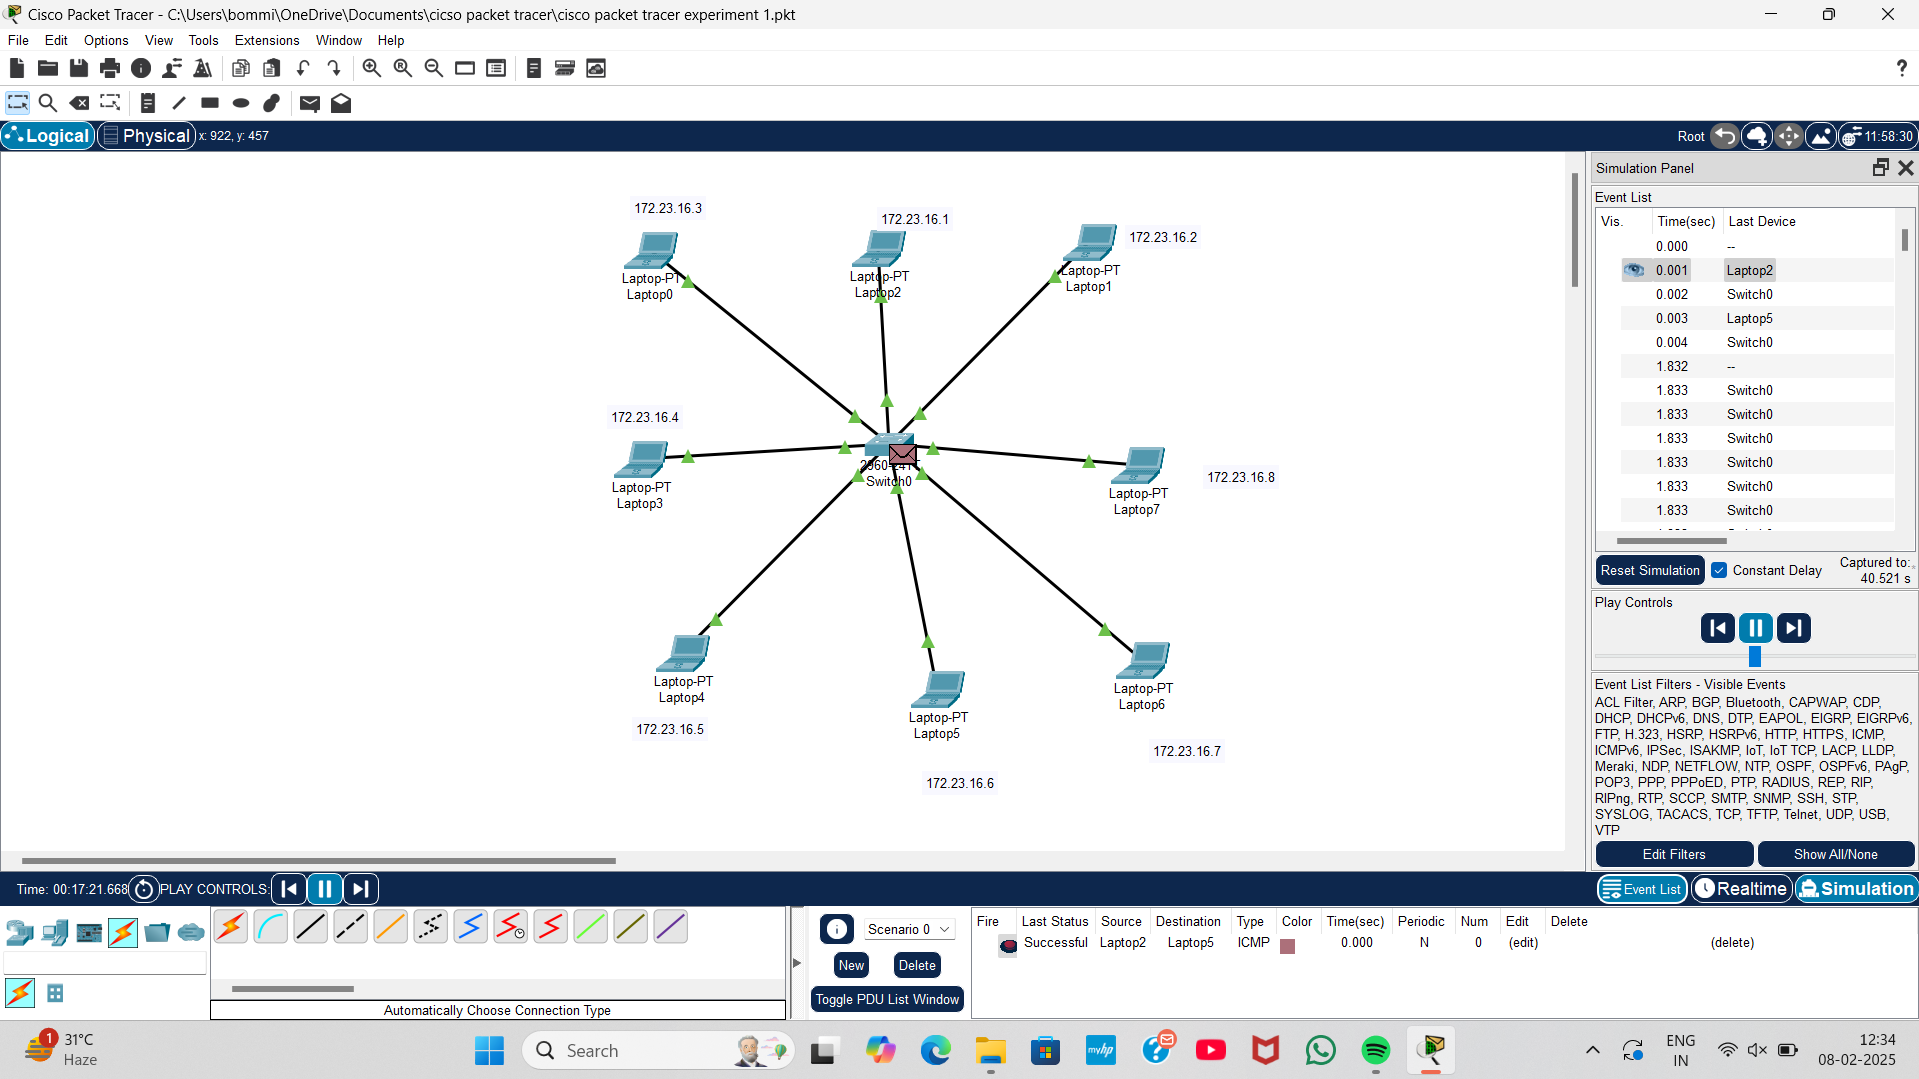 Cisco Packet Tracer - C:\Users\bommi\OneDrive\Documents\cicso packet tracer\cisco packet tracer experiment 1.pkt
File Edit Options View Tools Extensions Window Help
?
Logical Physical x: 922, y: 457
Root 11:58:30
172.23.16.3
172.23.16.1
172.23.16.2
Laptop-PT
Laptop0
Laptop-PT
Laptop2
Laptop-PT
Laptop1
172.23.16.4
Laptop-PT
Laptop3
Switch0
Laptop-PT
Laptop7
172.23.16.8
Laptop-PT
Laptop4
172.23.16.5
Laptop-PT
Laptop5
172.23.16.6
Laptop-PT
Laptop6
172.23.16.7
Simulation Panel
Event List
Vis. Time(sec) Last Device
0.000 --
0.001 Laptop2
0.002 Switch0
0.003 Laptop5
0.004 Switch0
1.832 --
1.833 Switch0
1.833 Switch0
1.833 Switch0
1.833 Switch0
1.833 Switch0
1.833 Switch0
Reset Simulation Constant Delay Captured to:
40.521 s
Play Controls
Event List Filters - Visible Events
ACL Filter, ARP, BGP, Bluetooth, CAPWAP, CDP,
DHCP, DHCPv6, DNS, DTP, EAPOL, EIGRP, EIGRPv6,
FTP, H.323, HSRP, HSRPv6, HTTP, HTTPS, ICMP,
ICMPv6, IPSec, ISAKMP, IoT, IoT TCP, LACP, LLDP,
Meraki, NDP, NETFLOW, NTP, OSPF, OSPFv6, PAgP,
POP3, PPP, PPPoED, PTP, RADIUS, REP, RIP,
RIPng, RTP, SCCP, SMTP, SNMP, SSH, STP,
SYSLOG, TACACS, TCP, TFTP, Telnet, UDP, USB,
VTP
Edit Filters Show All/None
Time: 00:17:21.668 PLAY CONTROLS:
Event List Realtime Simulation
Automatically Choose Connection Type
Scenario 0
New Delete
Toggle PDU List Window
Fire Last Status Source Destination Type Color Time(sec) Periodic Num Edit Delete
Successful Laptop2 Laptop5 ICMP 0.000 N 0 (edit) (delete)
1
31°C
Haze
Search
myhp
ENG
IN
12:34
08-02-2025